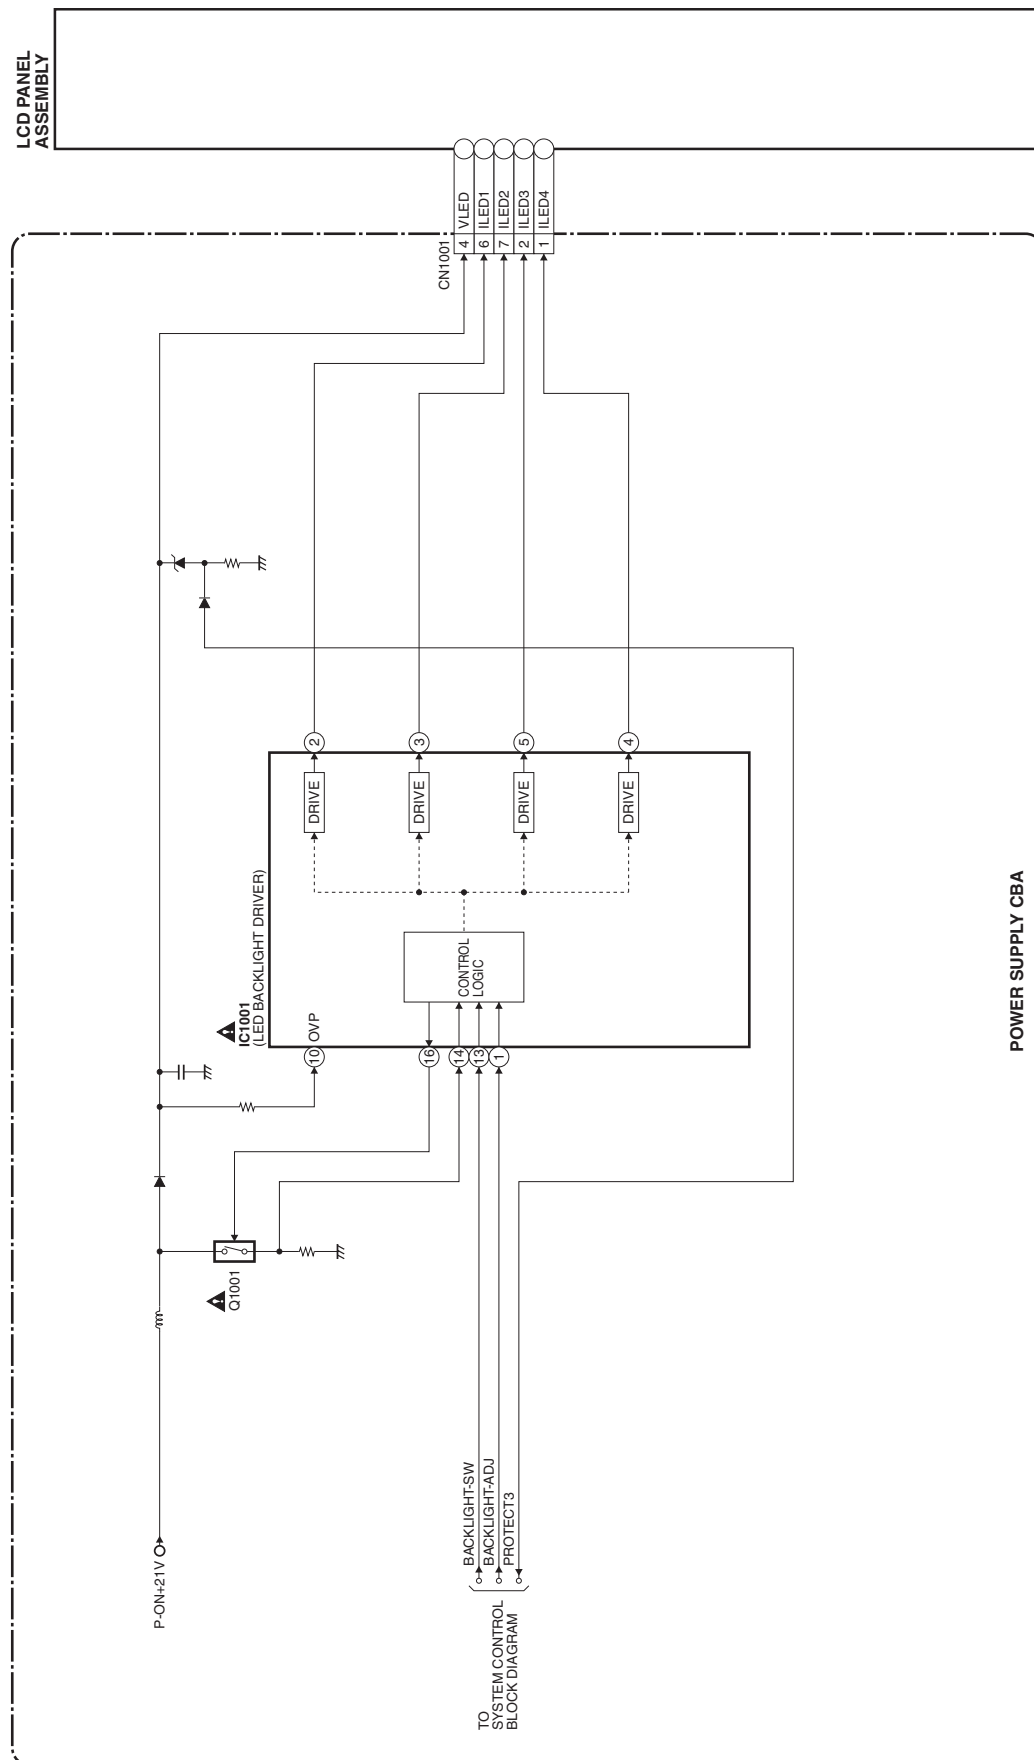 P-ON+21V
Q1001
IC1001
(LED BACKLIGHT DRIVER)
10
OVP
16
14
13
1
CONTROL
LOGIC
DRIVE
DRIVE
DRIVE
DRIVE
2
3
5
4
TO
SYSTEM CONTROL
BLOCK DIAGRAM
BACKLIGHT-SW
BACKLIGHT-ADJ
PROTECT3
CN1001
4 VLED
6 ILED1
7 ILED2
2 ILED3
1 ILED4
LCD PANEL
ASSEMBLY
POWER SUPPLY CBA